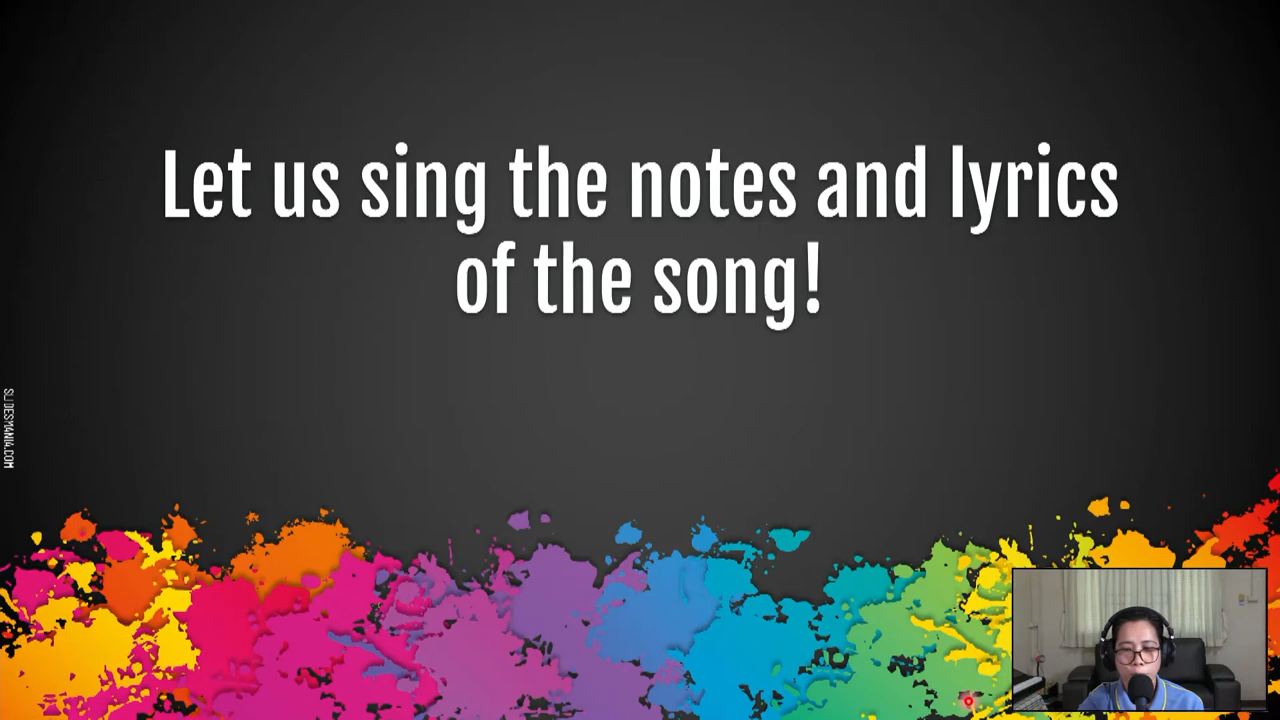 Let us sing the notes and lyrics
of the song!
SLIDESMANIA.COM